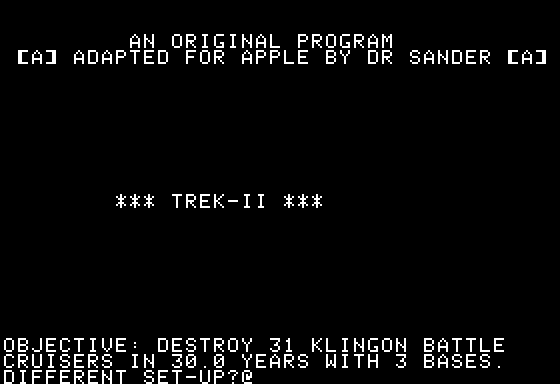 AN ORIGINAL PROGRAM
[A] ADAPTED FOR APPLE BY DR SANDER [A]
*** TREK-II ***
OBJECTIVE: DESTROY 31 KLINGON BATTLE
CRUISERS IN 30.0 YEARS WITH 3 BASES.
DIFFERENT SET-UP?@